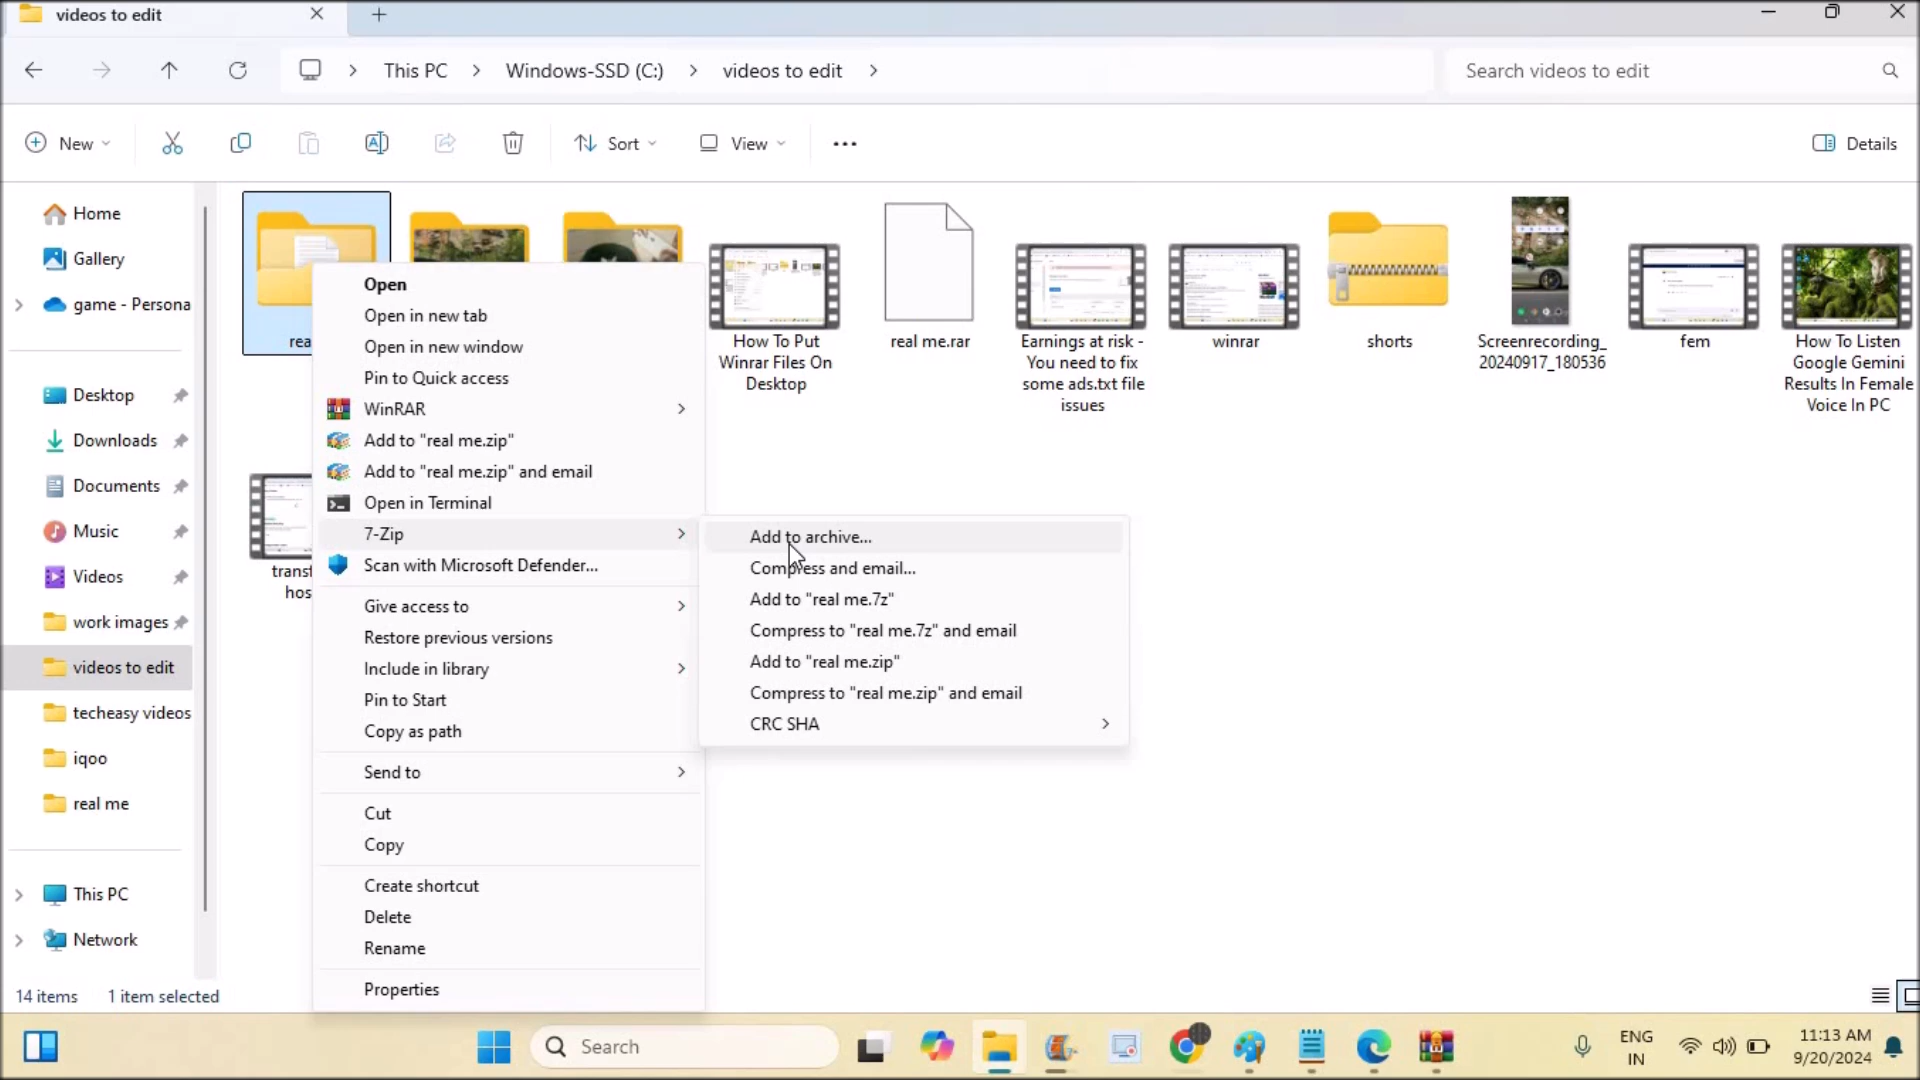 videos to edit
This PC
Windows-SSD (C:)
videos to edit
Search videos to edit
New
Sort
View
Details
Home
Gallery
game - Persona
Desktop
Downloads
Documents
Music
Videos
work images
videos to edit
techeasy videos
iqoo
real me
This PC
Network
rea
How To Put
Winrar Files On
Desktop
real me.rar
Earnings at risk -
You need to fix
some ads.txt file
issues
winrar
shorts
Screenrecording_
20240917_180536
fem
How To Listen
Google Gemini
Results In Female
Voice In PC
transf
hos
Open
Open in new tab
Open in new window
Pin to Quick access
WinRAR
Add to "real me.zip"
Add to "real me.zip" and email
Open in Terminal
7-Zip
Scan with Microsoft Defender...
Give access to
Restore previous versions
Include in library
Pin to Start
Copy as path
Send to
Cut
Copy
Create shortcut
Delete
Rename
Properties
Add to archive...
Compress and email...
Add to "real me.7z"
Compress to "real me.7z" and email
Add to "real me.zip"
Compress to "real me.zip" and email
CRC SHA
14 items
1 item selected
Search
ENG
IN
11:13 AM
9/20/2024